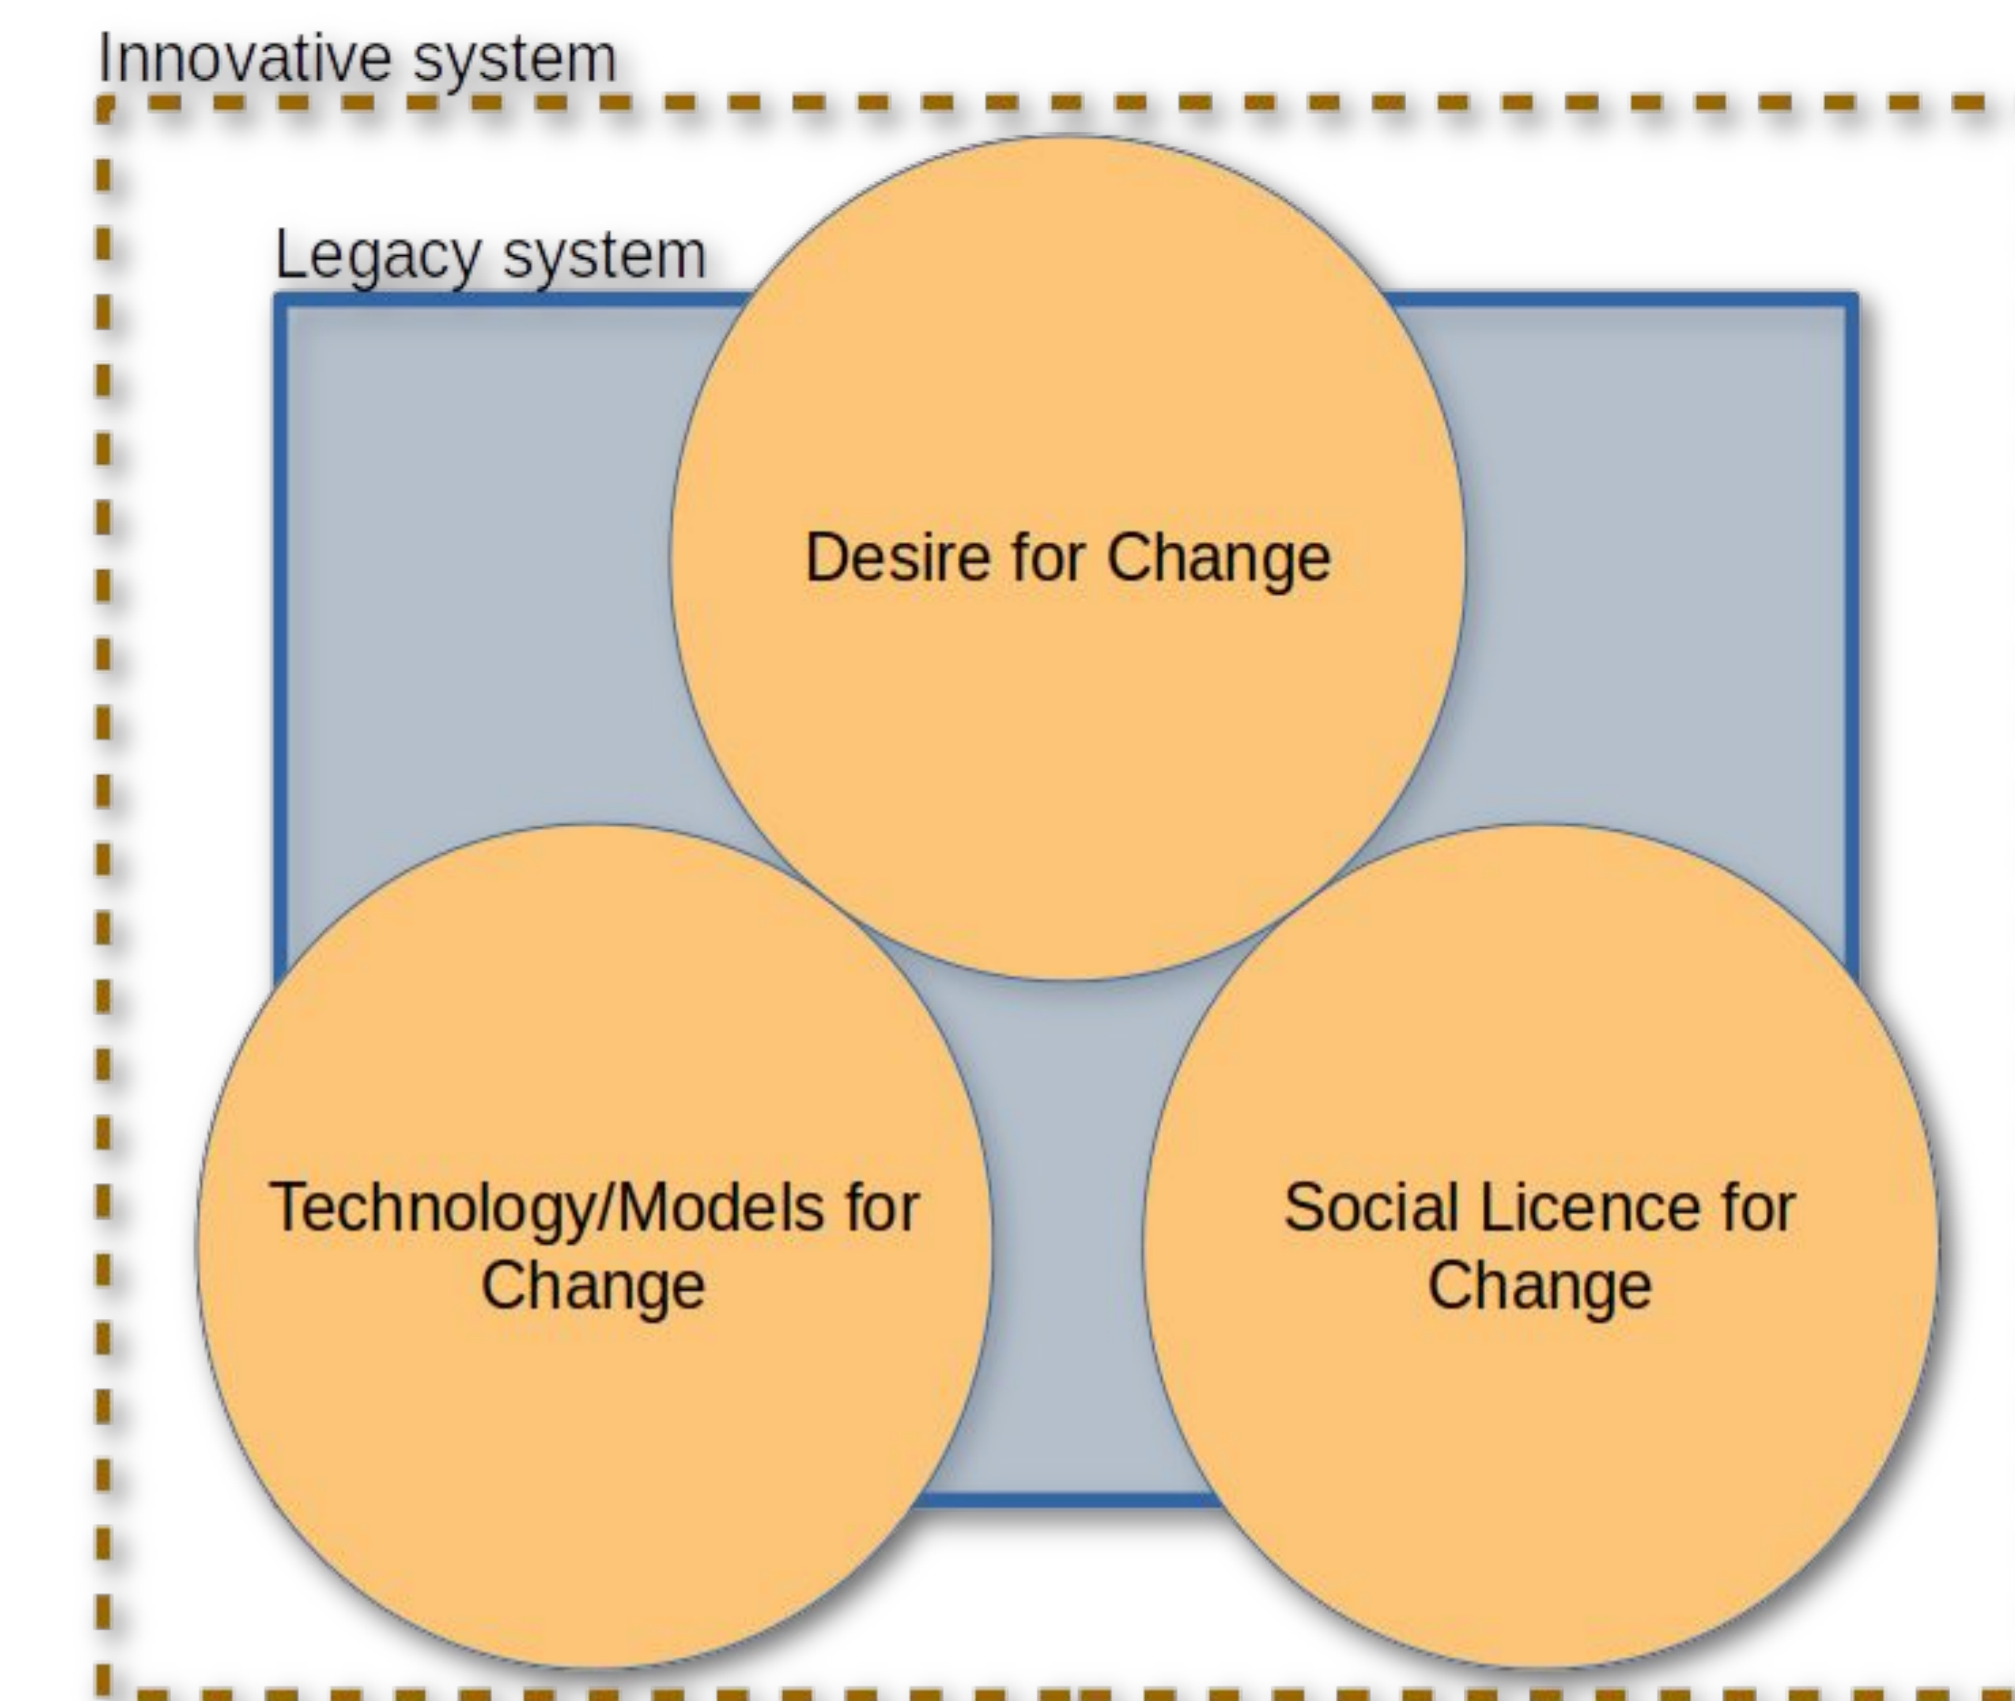 Innovative system
Legacy system
Desire for Change
Technology/Models for
Change
Social Licence for
Change